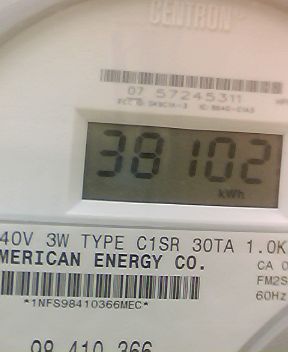 CENTRON
07 57245311
38102
kWh
40V 3W TYPE C1SR 30TA 1.0K
MERICAN ENERGY CO.
CA 0
FM2S
60Hz
*1NFS98410366MEC*
98 410 366